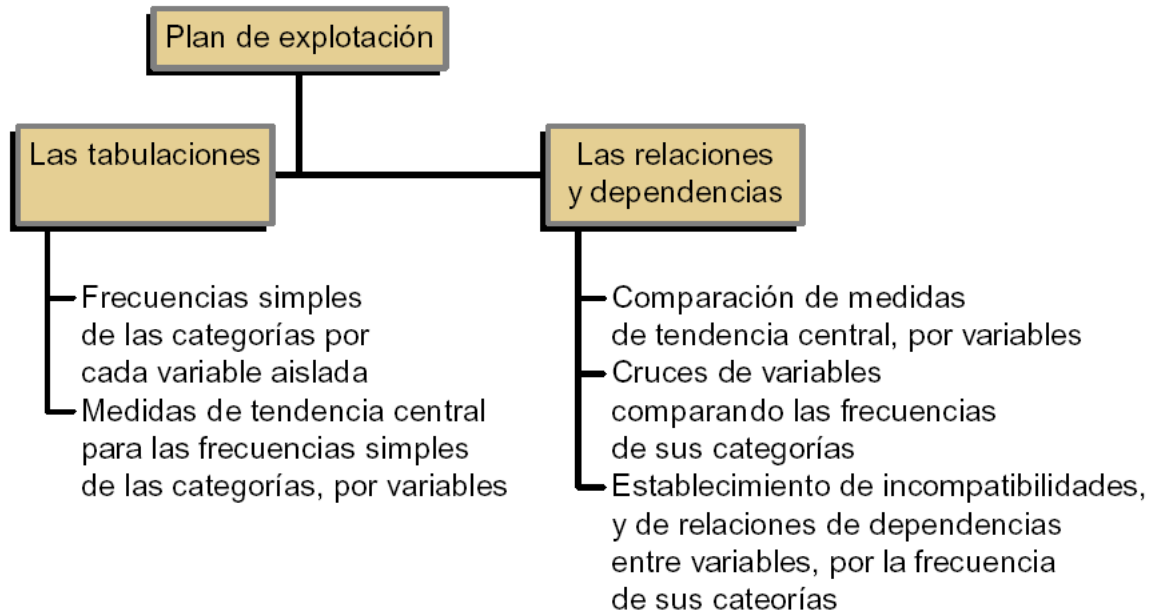 Plan de explotación
Las tabulaciones
Las relaciones
y dependencias
Frecuencias simples
de las categorías por
cada variable aislada
Medidas de tendencia central
para las frecuencias simples
de las categorías, por variables
Comparación de medidas
de tendencia central, por variables
Cruces de variables
comparando las frecuencias
de sus categorías
Establecimiento de incompatibilidades,
y de relaciones de dependencias
entre variables, por la frecuencia
de sus cateorías